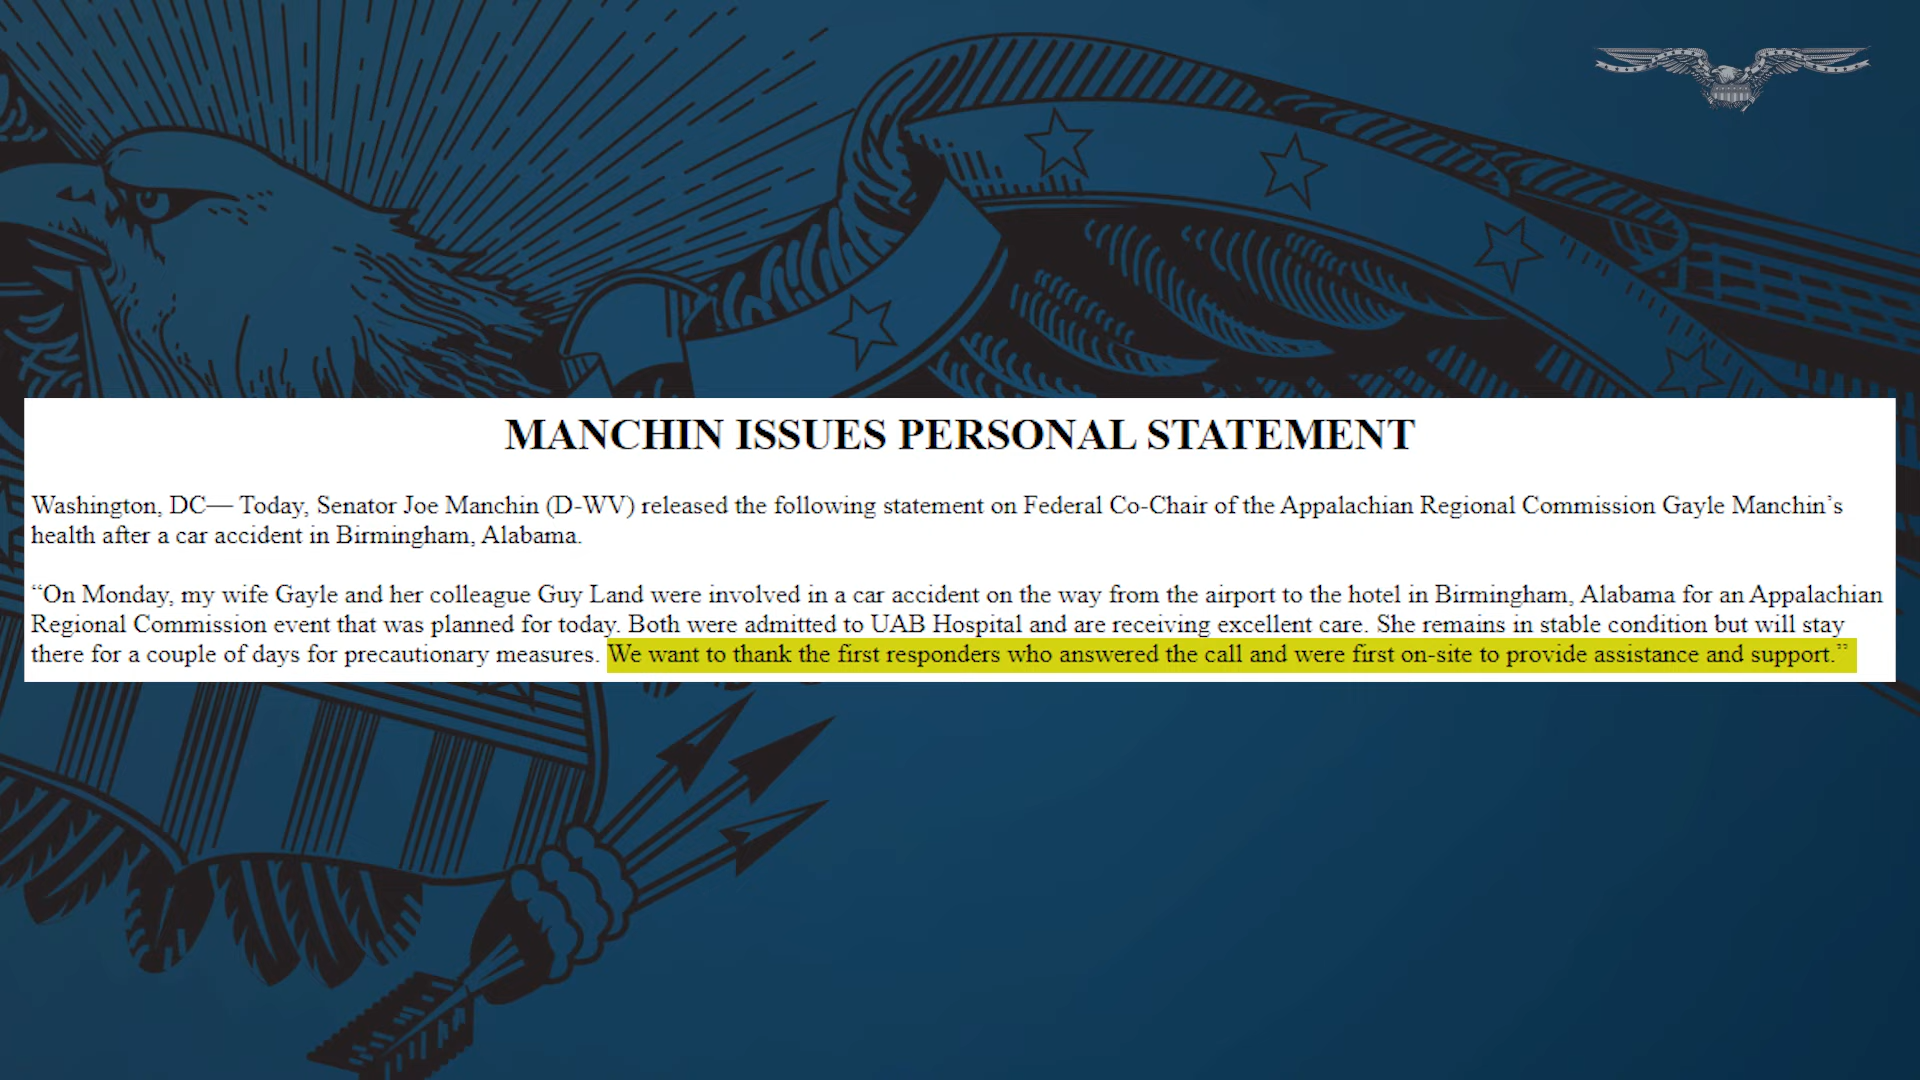 MANCHIN ISSUES PERSONAL STATEMENT
Washington, DC— Today, Senator Joe Manchin (D-WV) released the following statement on Federal Co-Chair of the Appalachian Regional Commission Gayle Manchin’s
health after a car accident in Birmingham, Alabama.
“On Monday, my wife Gayle and her colleague Guy Land were involved in a car accident on the way from the airport to the hotel in Birmingham, Alabama for an Appalachian
Regional Commission event that was planned for today. Both were admitted to UAB Hospital and are receiving excellent care. She remains in stable condition but will stay
there for a couple of days for precautionary measures. We want to thank the first responders who answered the call and were first on-site to provide assistance and support.”